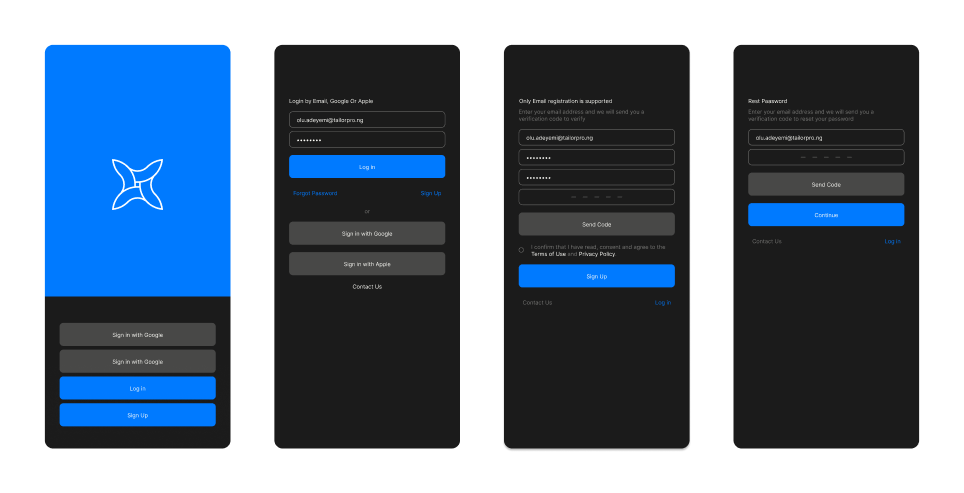 Sign in with Google
Sign in with Google
Log in
Sign Up
Login by Email, Google Or Apple
olu.adeyemi@tailorpro.ng
••••••••
Log in
Forgot Password
Sign Up
or
Sign in with Google
Sign in with Apple
Contact Us
Only Email registration is supported
Enter your email address and we will send you a
verification code to verify
olu.adeyemi@tailorpro.ng
••••••••
••••••••
— — — — —
Send Code
I confirm that I have read, consent and agree to the
Terms of Use and Privacy Policy.
Sign Up
Contact Us
Log in
Rest Password
Enter your email address and we will send you a
verification code to reset your password
olu.adeyemi@tailorpro.ng
— — — — —
Send Code
Continue
Contact Us
Log in